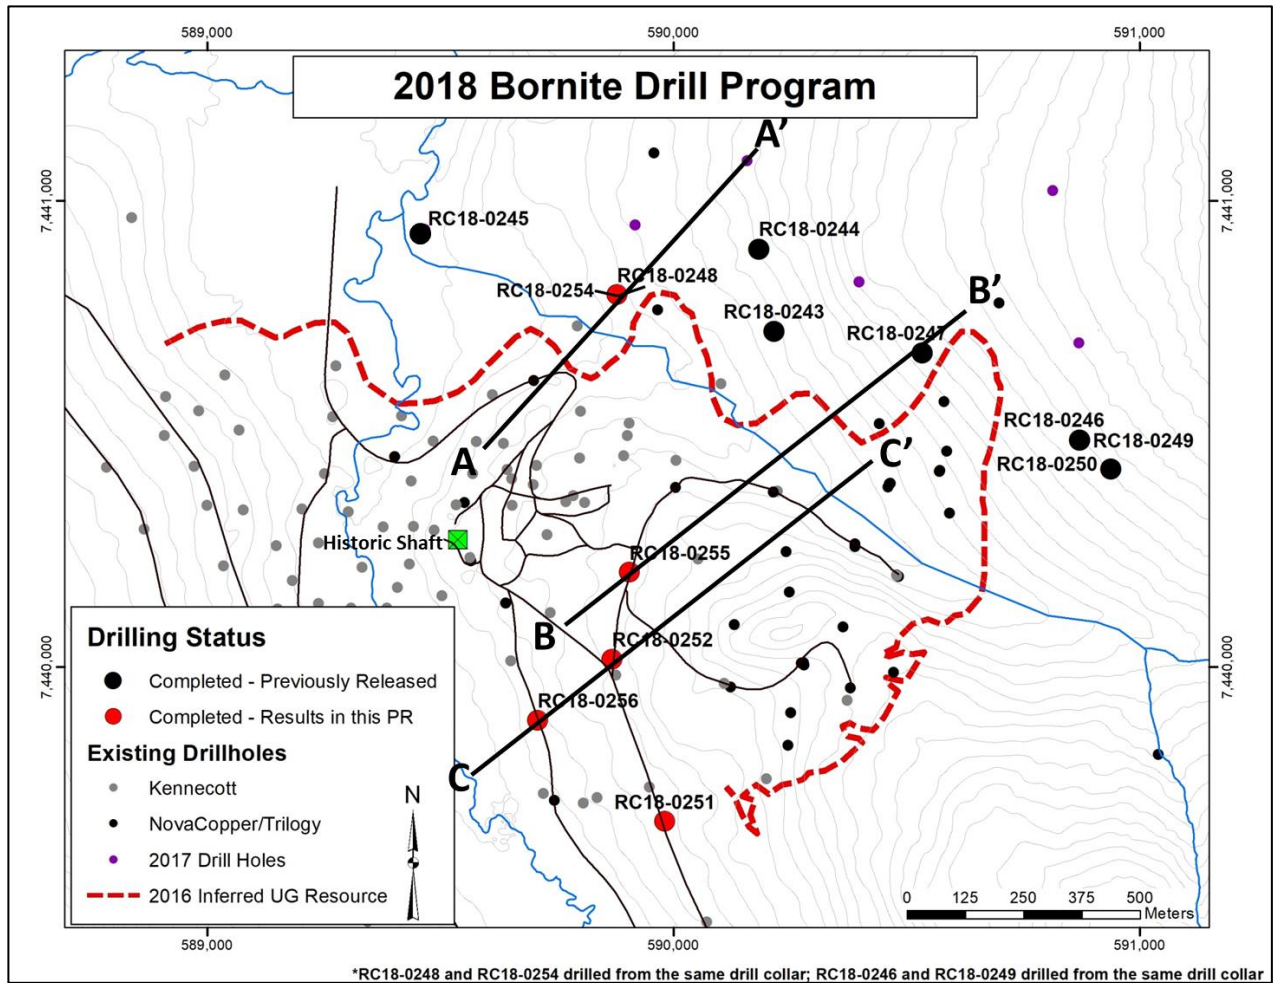 589,000
590,000
591,000
2018 Bornite Drill Program
A’
7,441,000
7,441,000
RC18-0245
RC18-0244
RC18-0248
RC18-0254
B’
RC18-0243
RC18-0247
RC18-0246
RC18-0249
C’
A
RC18-0250
Historic Shaft
RC18-0255
B
RC18-0252
7,440,000
7,440,000
RC18-0256
C
RC18-0251
Drilling Status
Completed - Previously Released
Completed - Results in this PR
Existing Drillholes
Kennecott
NovaCopper/Trilogy
2017 Drill Holes
2016 Inferred UG Resource
N
0 125 250 375 500
Meters
589,000
590,000
591,000
*RC18-0248 and RC18-0254 drilled from the same drill collar; RC18-0246 and RC18-0249 drilled from the same drill collar